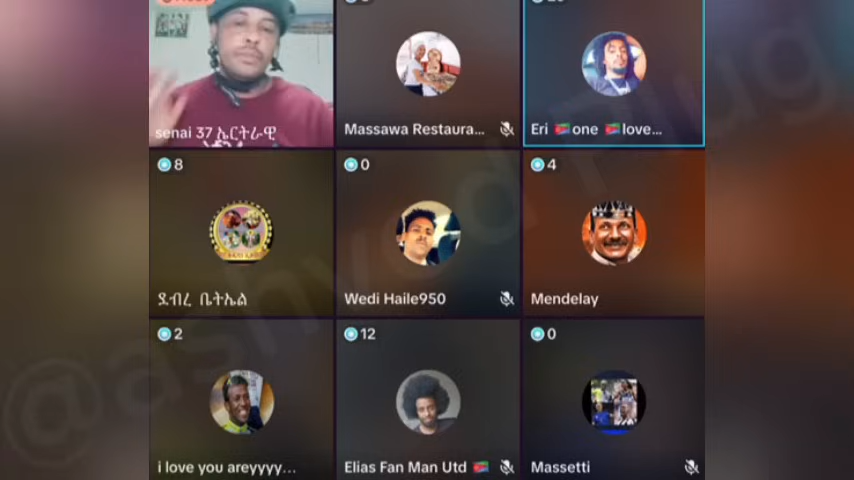 senai 37 ኤርትራዊ
Massawa Restaura...
Eri 🇪🇷one 🇪🇷love...
8
0
4
ደብረ ቤትኤል
Wedi Haile950
Mendelay
2
12
0
i love you areyyyy...
Elias Fan Man Utd 🇪🇷
Massetti